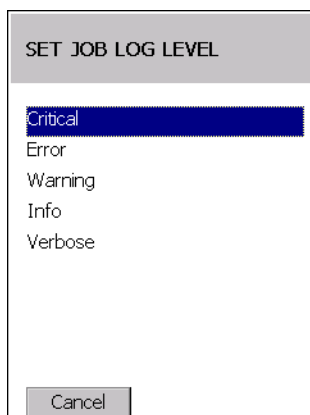 SET JOB LOG LEVEL
Critical
Error
Warning
Info
Verbose
Cancel